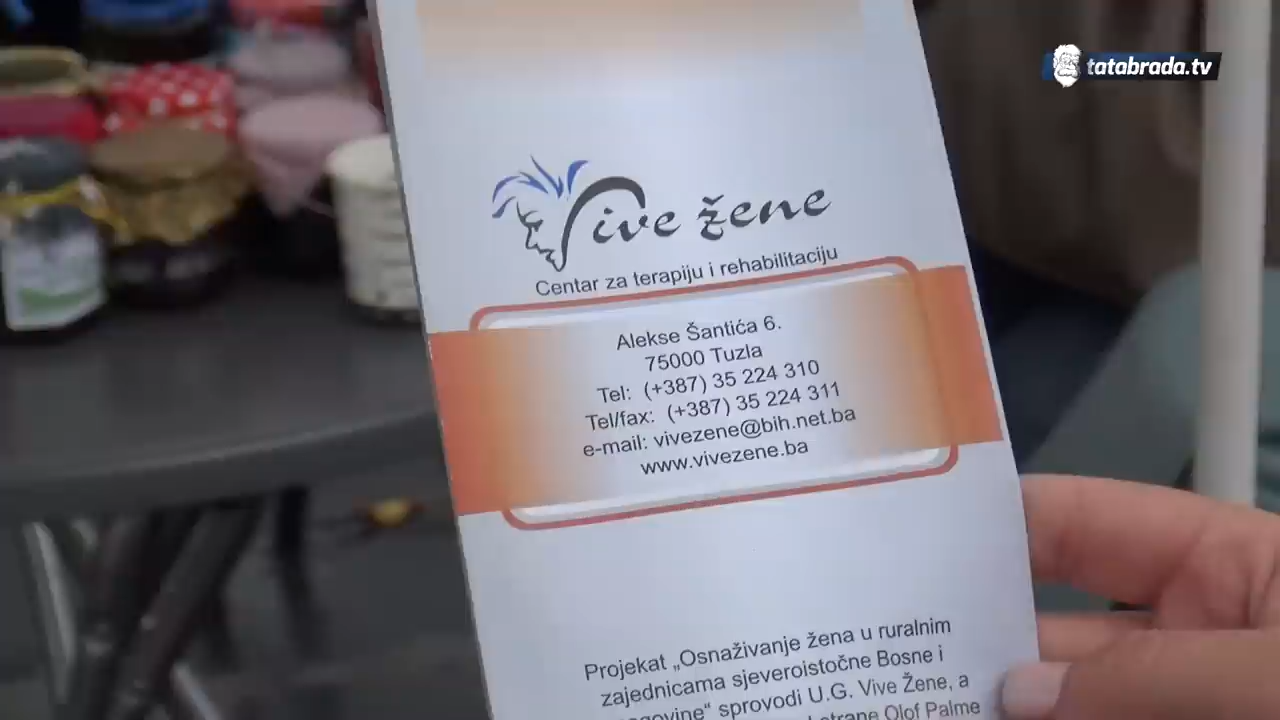 tatabrada.tv
Vive žene
Centar za terapiju i rehabilitaciju
Alekse Šantića 6.
75000 Tuzla
Tel: (+387) 35 224 310
Tel/fax: (+387) 35 224 311
e-mail: vivezene@bih.net.ba
www.vivezene.ba
Projekat „Osnaživanje žena u ruralnim
zajednicama sjeveroistočne Bosne i
sprovodi U.G. Vive Žene, a
strane Olof Palme